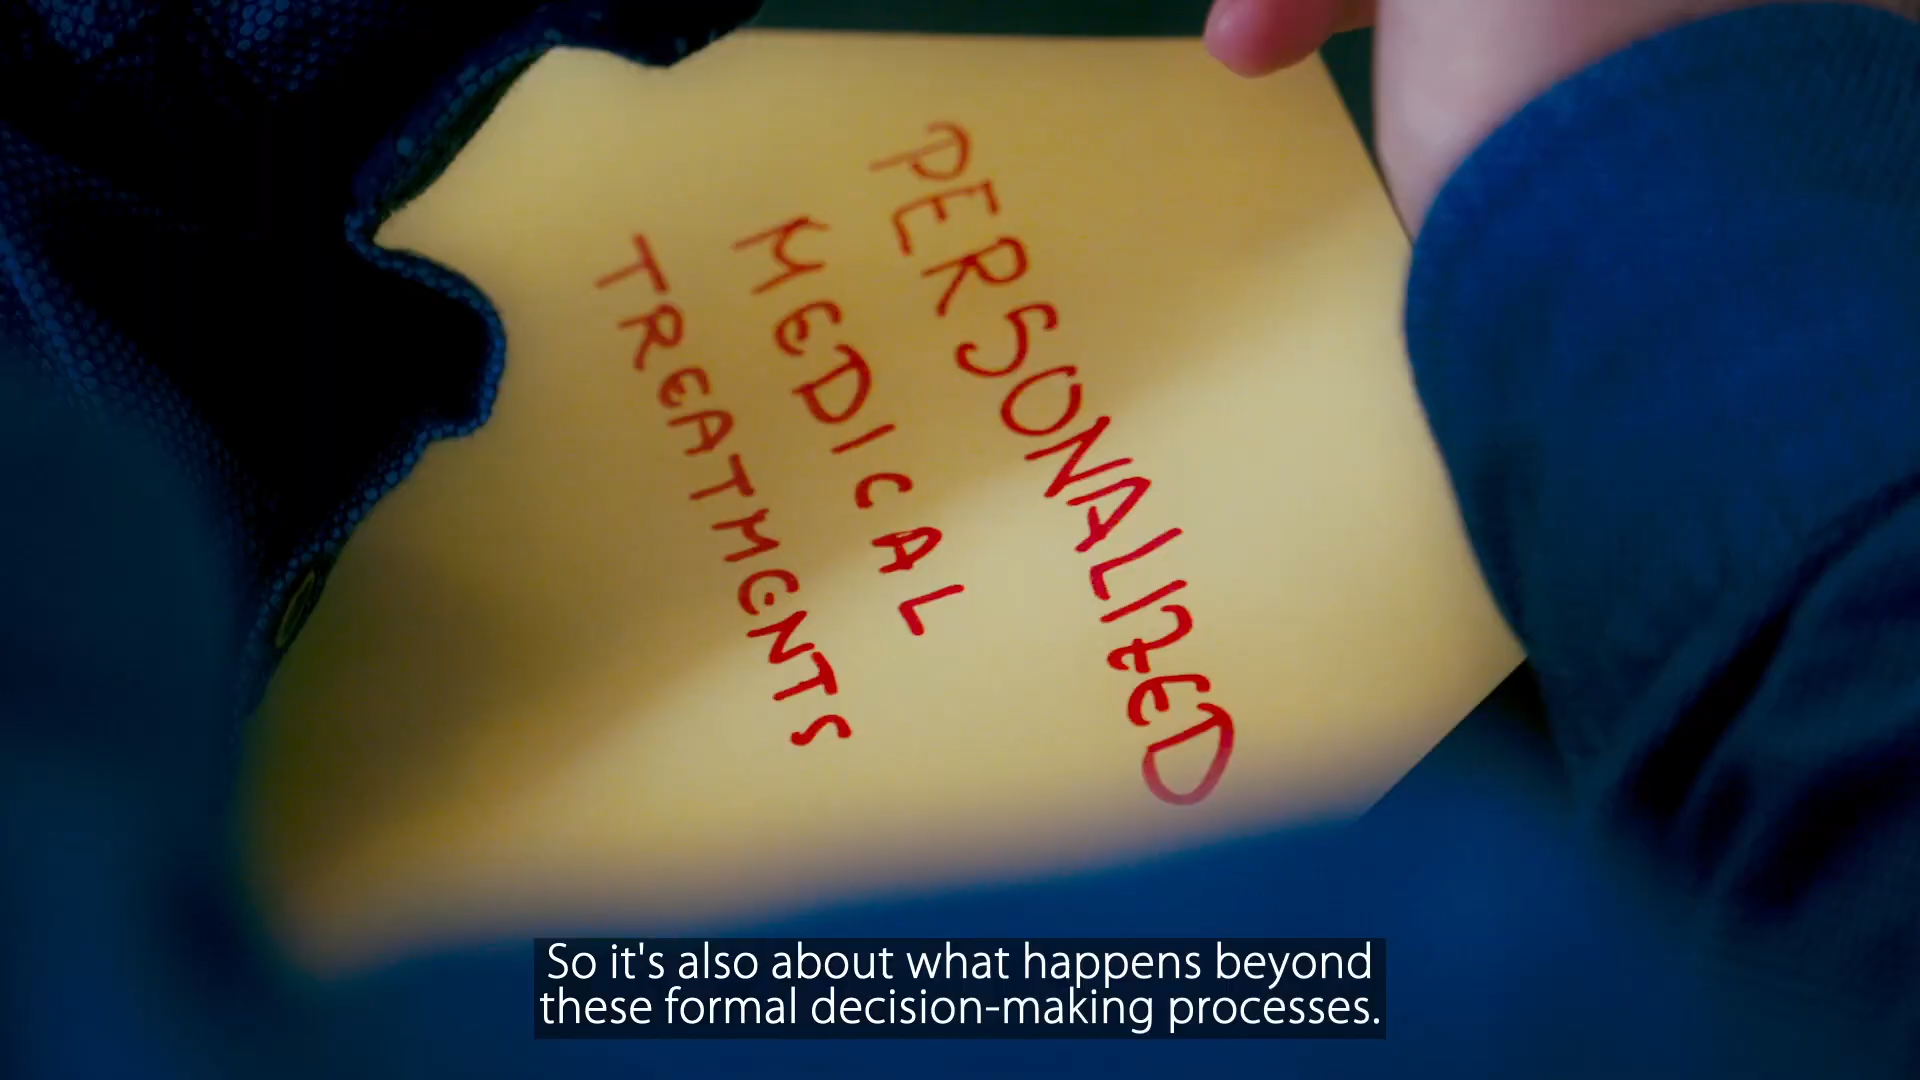 PERSONALIZED
MEDICAL
TREATMENTS
So it's also about what happens beyond
these formal decision-making processes.